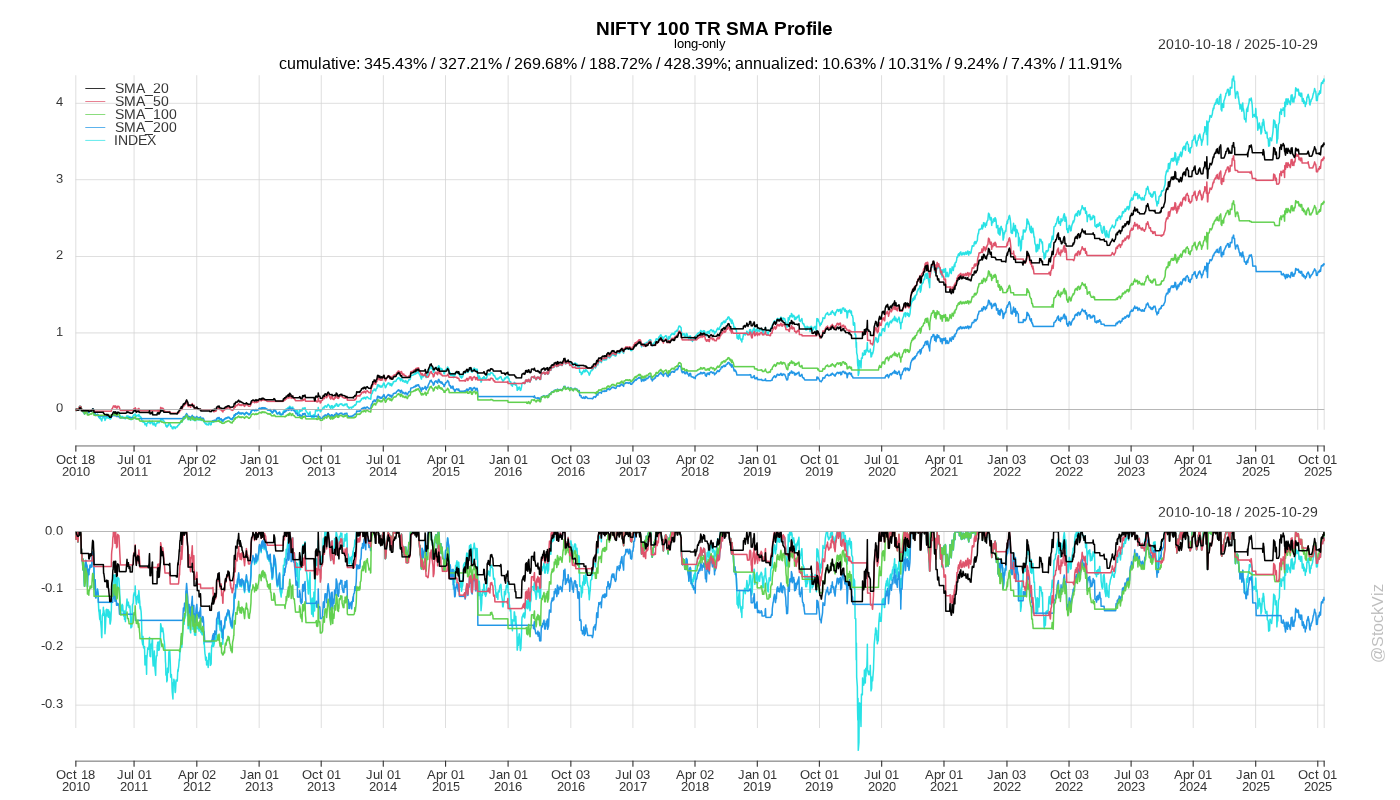 NIFTY 100 TR SMA Profile
long-only
2010-10-18 / 2025-10-29
cumulative: 345.43% / 327.21% / 269.68% / 188.72% / 428.39%; annualized: 10.63% / 10.31% / 9.24% / 7.43% / 11.91%
SMA_20
SMA_50
SMA_100
SMA_200
INDEX
4
3
2
1
0
Oct 18 Jul 01 Apr 02 Jan 01 Oct 01 Jul 01 Apr 01 Jan 01 Oct 03 Jul 03 Apr 02 Jan 01 Oct 01 Jul 01 Apr 01 Jan 03 Oct 03 Jul 03 Apr 01 Jan 01 Oct 01
2010 2011 2012 2013 2013 2014 2015 2016 2016 2017 2018 2019 2019 2020 2021 2022 2022 2023 2024 2025 2025
2010-10-18 / 2025-10-29
0.0
-0.1
-0.2
-0.3
Oct 18 Jul 01 Apr 02 Jan 01 Oct 01 Jul 01 Apr 01 Jan 01 Oct 03 Jul 03 Apr 02 Jan 01 Oct 01 Jul 01 Apr 01 Jan 03 Oct 03 Jul 03 Apr 01 Jan 01 Oct 01
2010 2011 2012 2013 2013 2014 2015 2016 2016 2017 2018 2019 2019 2020 2021 2022 2022 2023 2024 2025 2025
@StockViz